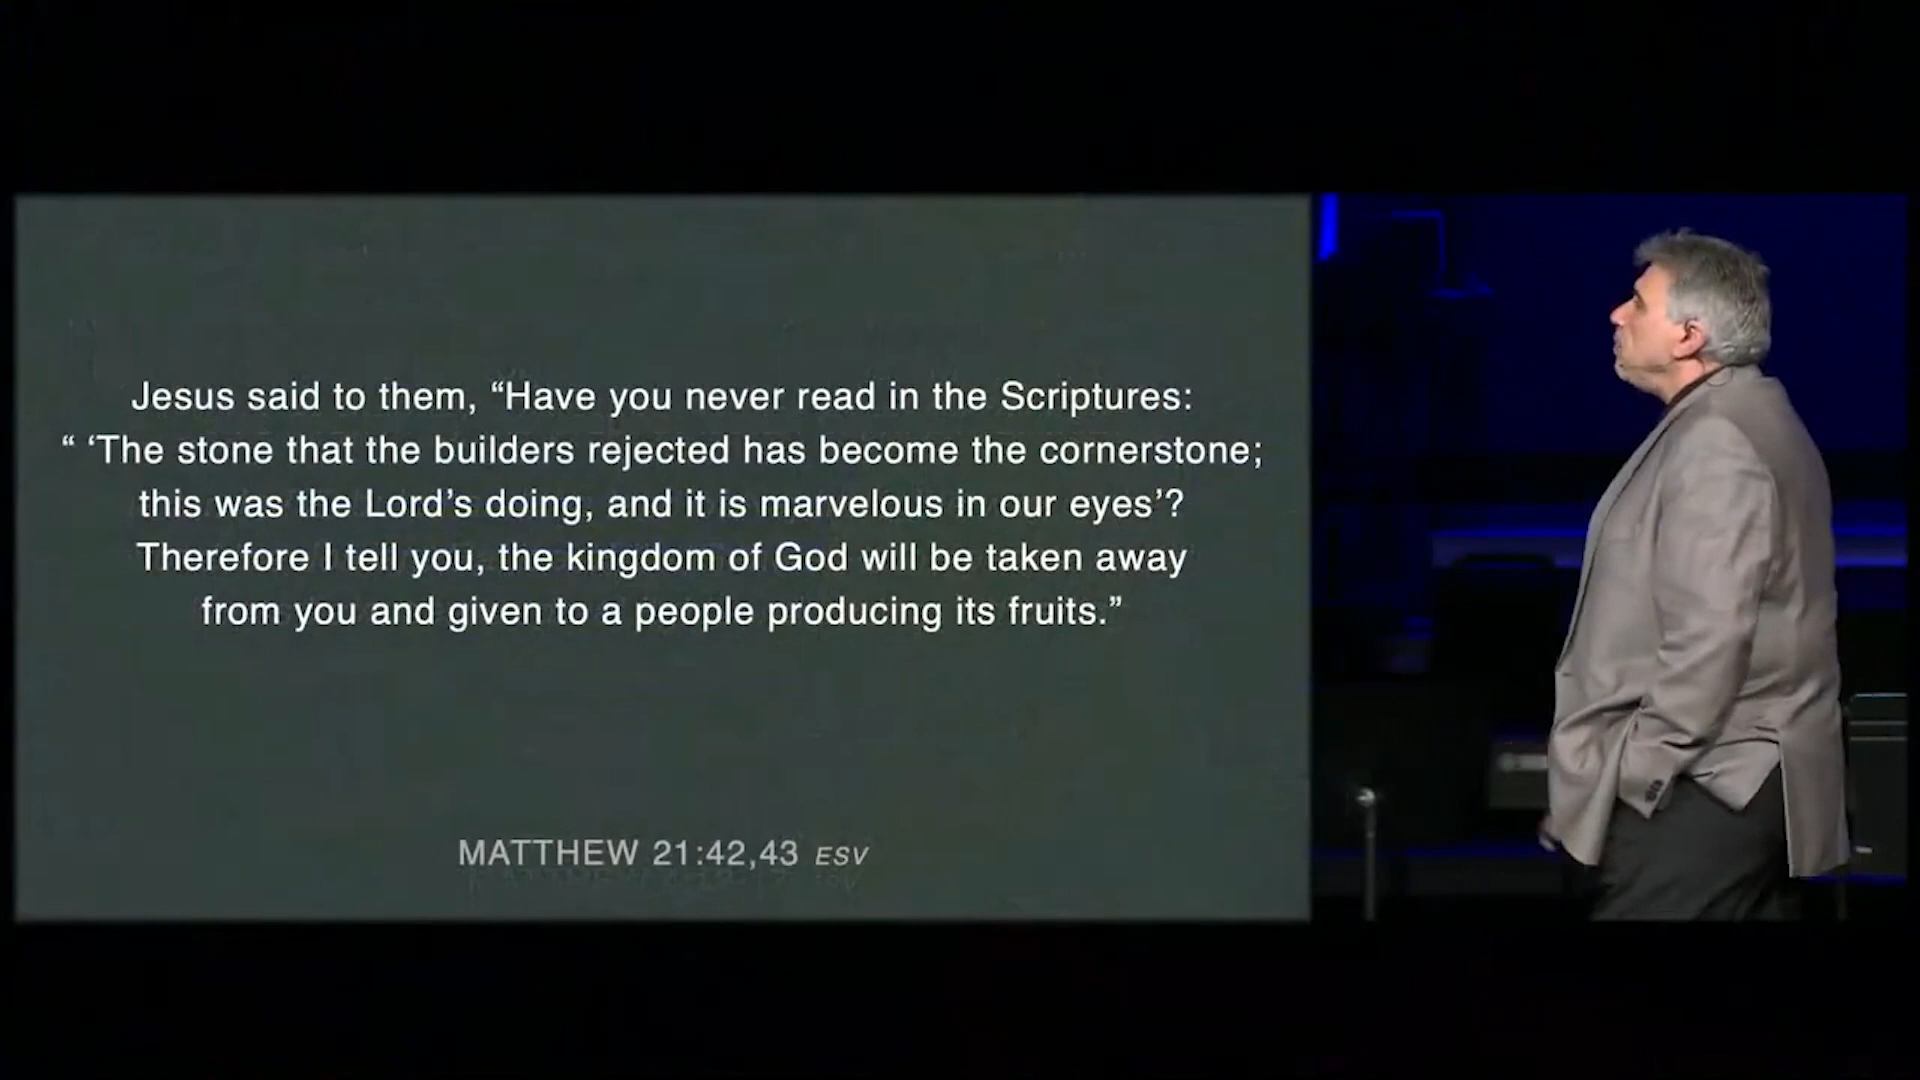 Jesus said to them, “Have you never read in the Scriptures:
“ ‘The stone that the builders rejected has become the cornerstone;
this was the Lord’s doing, and it is marvelous in our eyes’?
Therefore I tell you, the kingdom of God will be taken away
from you and given to a people producing its fruits.”
MATTHEW 21:42,43 ESV